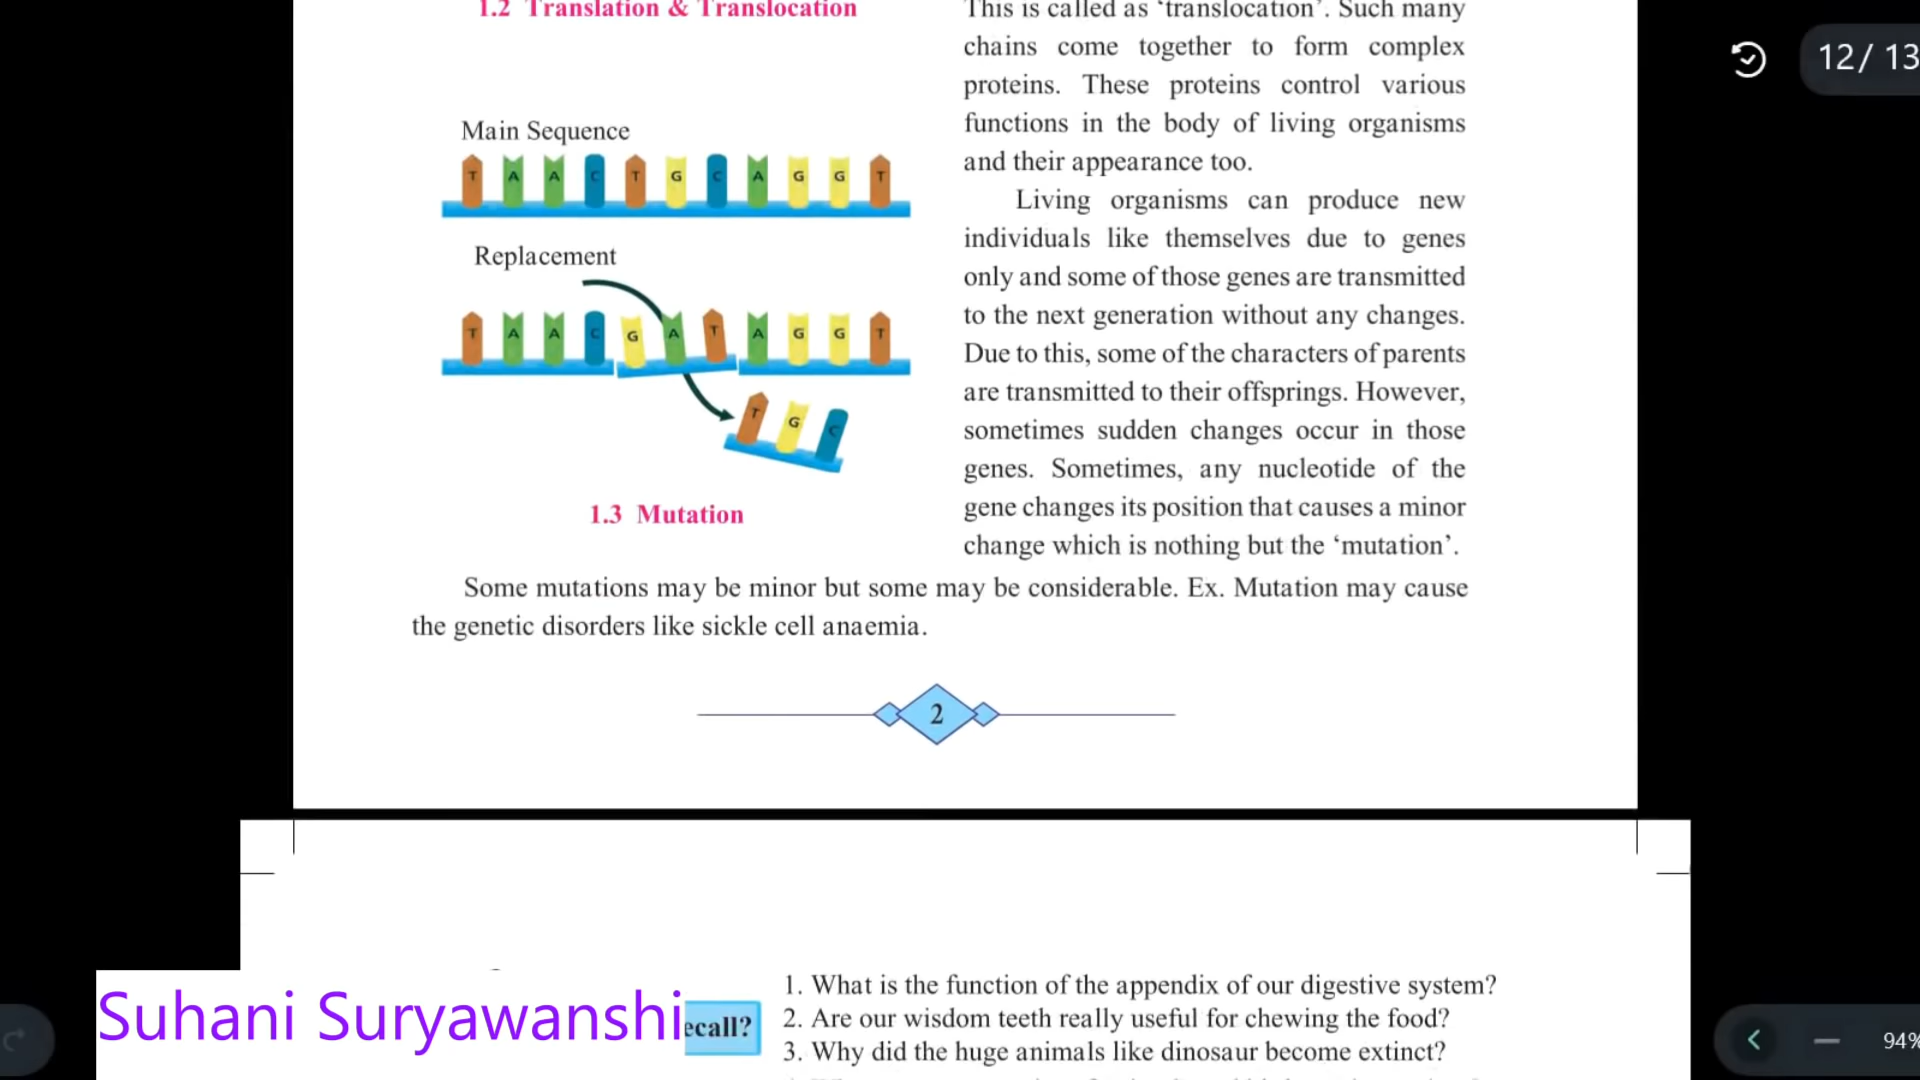 1.2 Translation & Translocation
Main Sequence
T A A C T G C A G G T
Replacement
T A A C G A T A G G T
T G C
1.3 Mutation
This is called as ‘translocation’. Such many
chains come together to form complex
proteins. These proteins control various
functions in the body of living organisms
and their appearance too.
Living organisms can produce new
individuals like themselves due to genes
only and some of those genes are transmitted
to the next generation without any changes.
Due to this, some of the characters of parents
are transmitted to their offsprings. However,
sometimes sudden changes occur in those
genes. Sometimes, any nucleotide of the
gene changes its position that causes a minor
change which is nothing but the ‘mutation’.
Some mutations may be minor but some may be considerable. Ex. Mutation may cause
the genetic disorders like sickle cell anaemia.
2
Suhani Suryawanshi
ecall?
1. What is the function of the appendix of our digestive system?
2. Are our wisdom teeth really useful for chewing the food?
3. Why did the huge animals like dinosaur become extinct?
12/ 13
94%